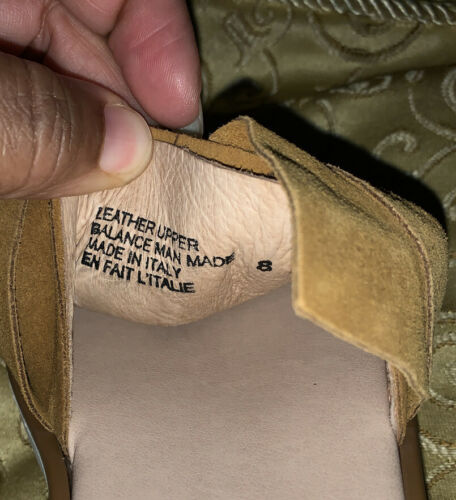 LEATHER UPPER
BALANCE MAN MADE
MADE IN ITALY
EN FAIT L'ITALIE
8